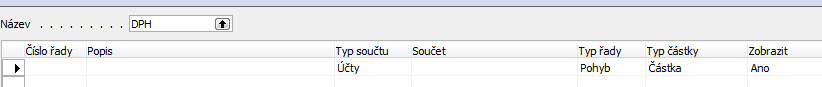 Název . . . . . . . . . DPH
Číslo řady Popis Typ součtu Součet Typ řady Typ částky Zobrazit
Účty Pohyb Částka Ano